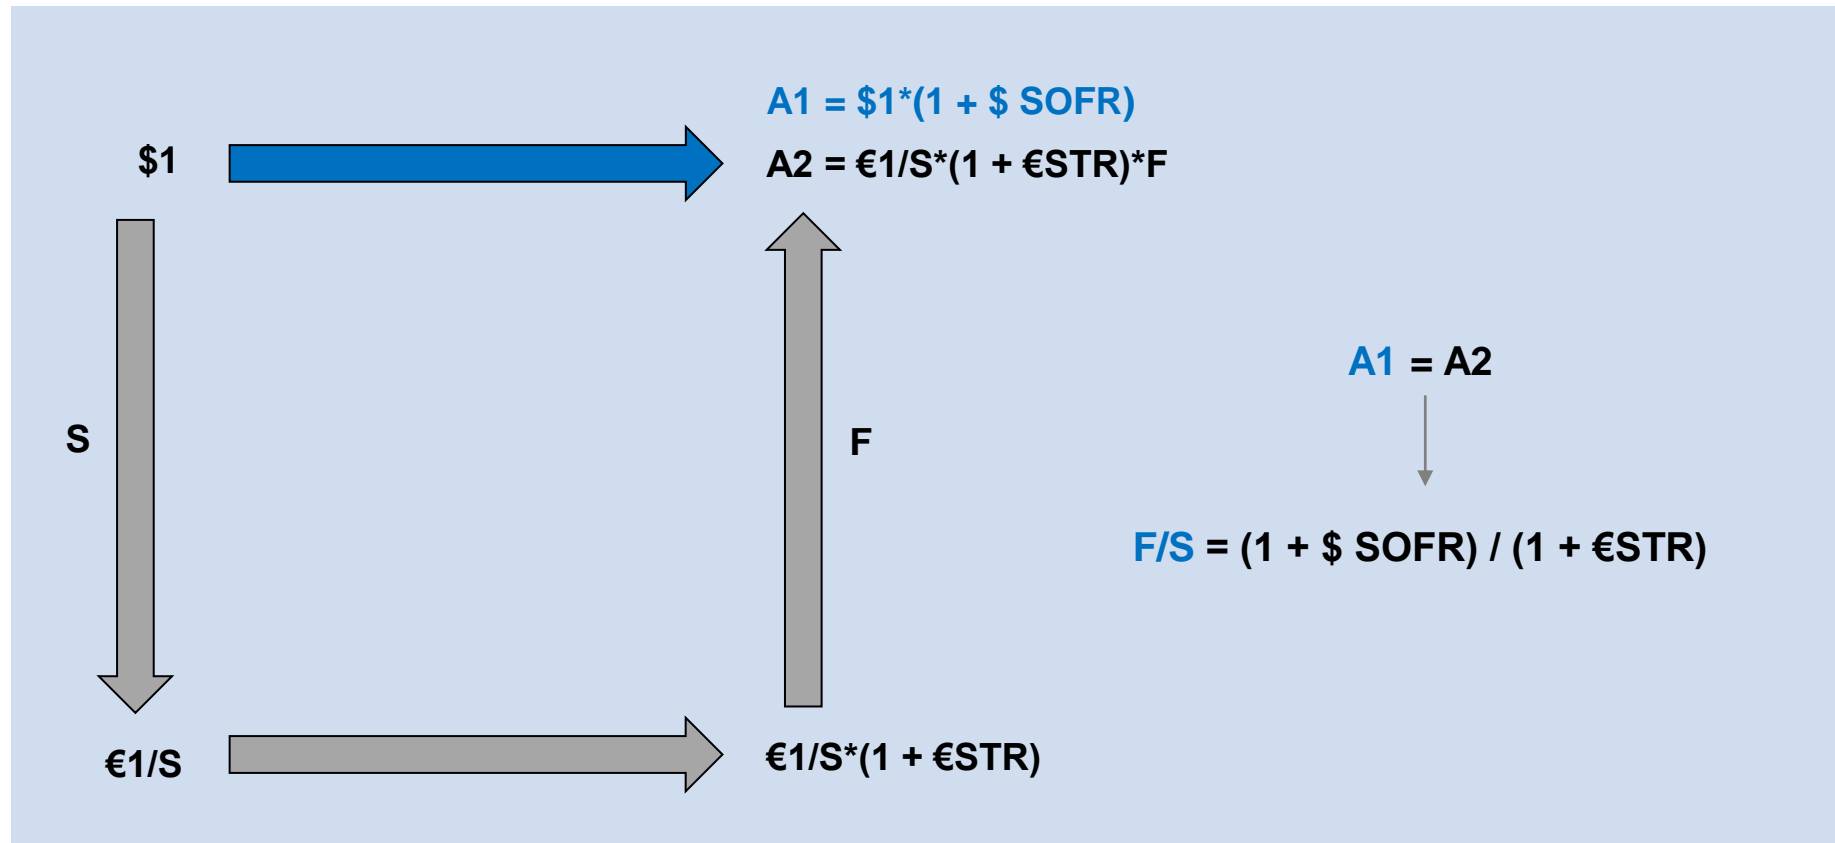 A1 = $1*(1 + $ SOFR)
$1
A2 = €1/S*(1 + €STR)*F
A1 = A2
S
F
F/S = (1 + $ SOFR) / (1 + €STR)
€1/S
€1/S*(1 + €STR)